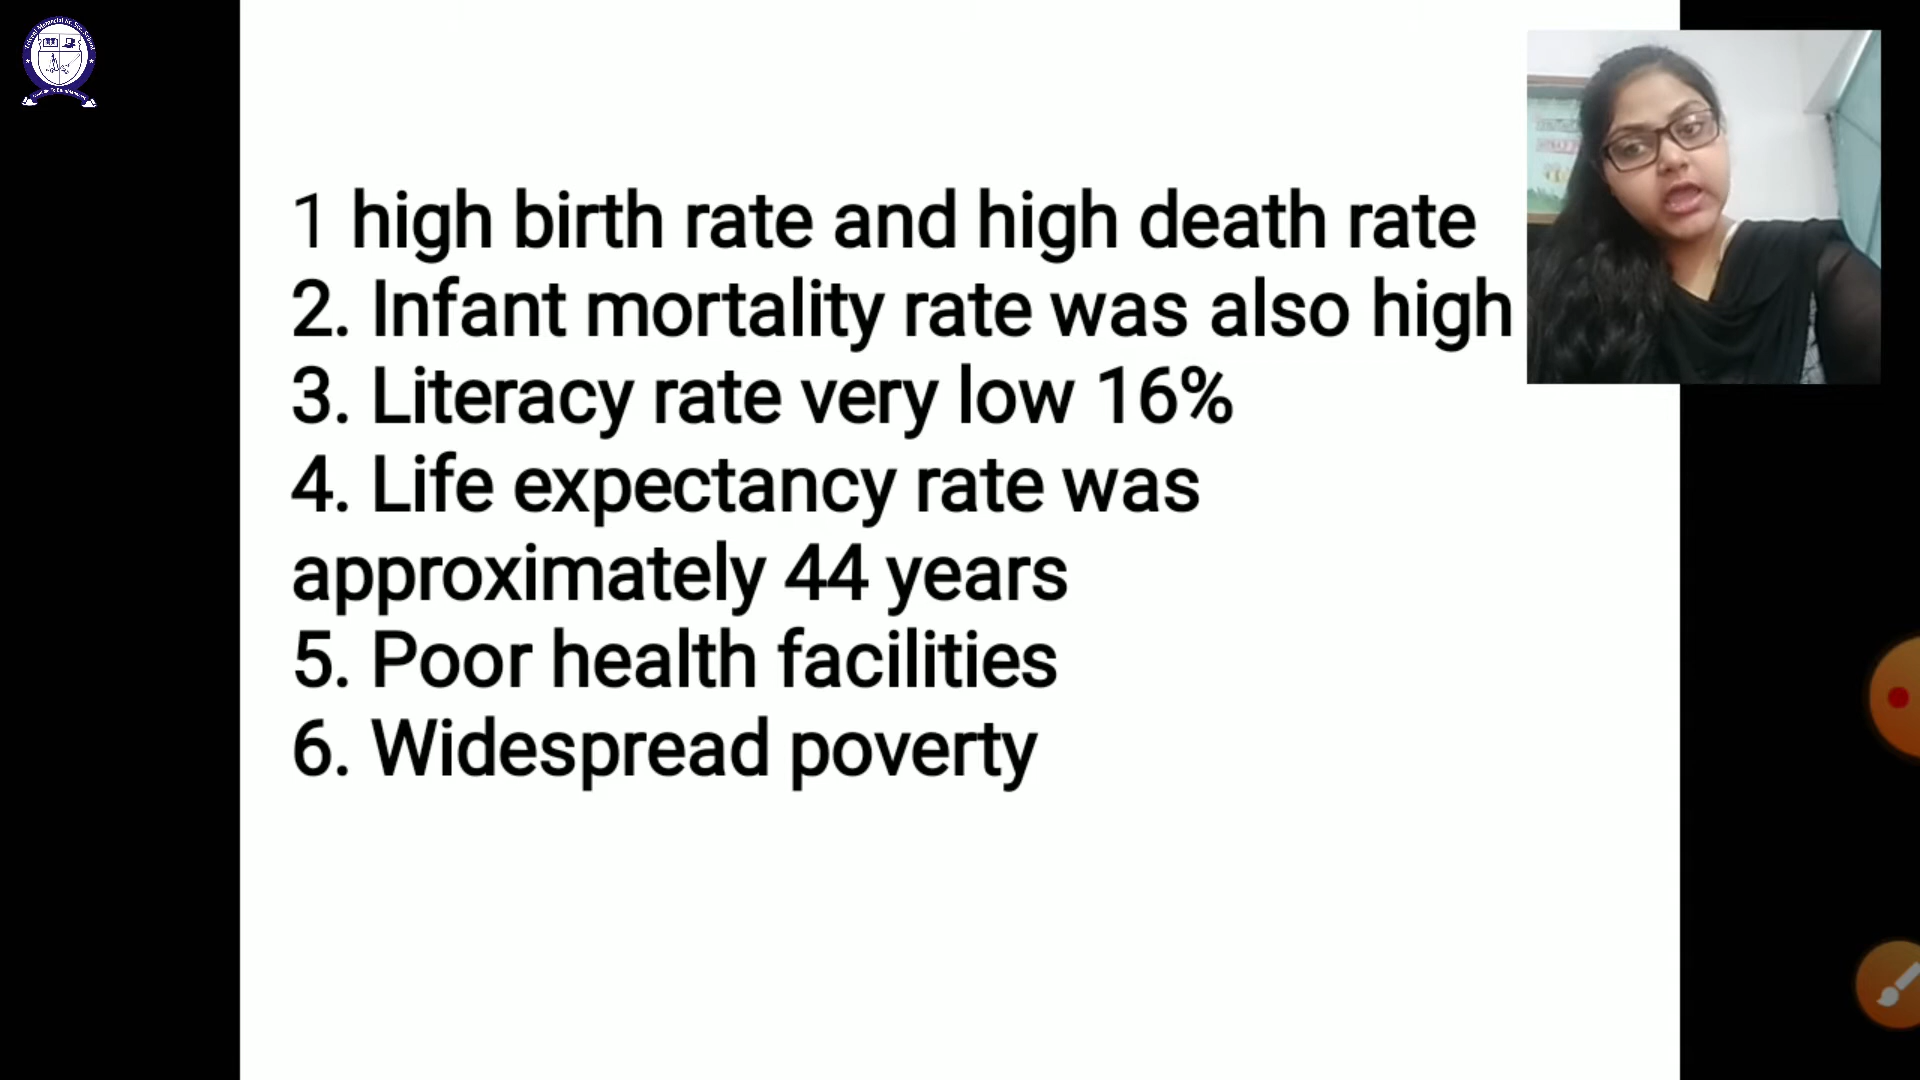 1 high birth rate and high death rate
2. Infant mortality rate was also high
3. Literacy rate very low 16%
4. Life expectancy rate was
approximately 44 years
5. Poor health facilities
6. Widespread poverty